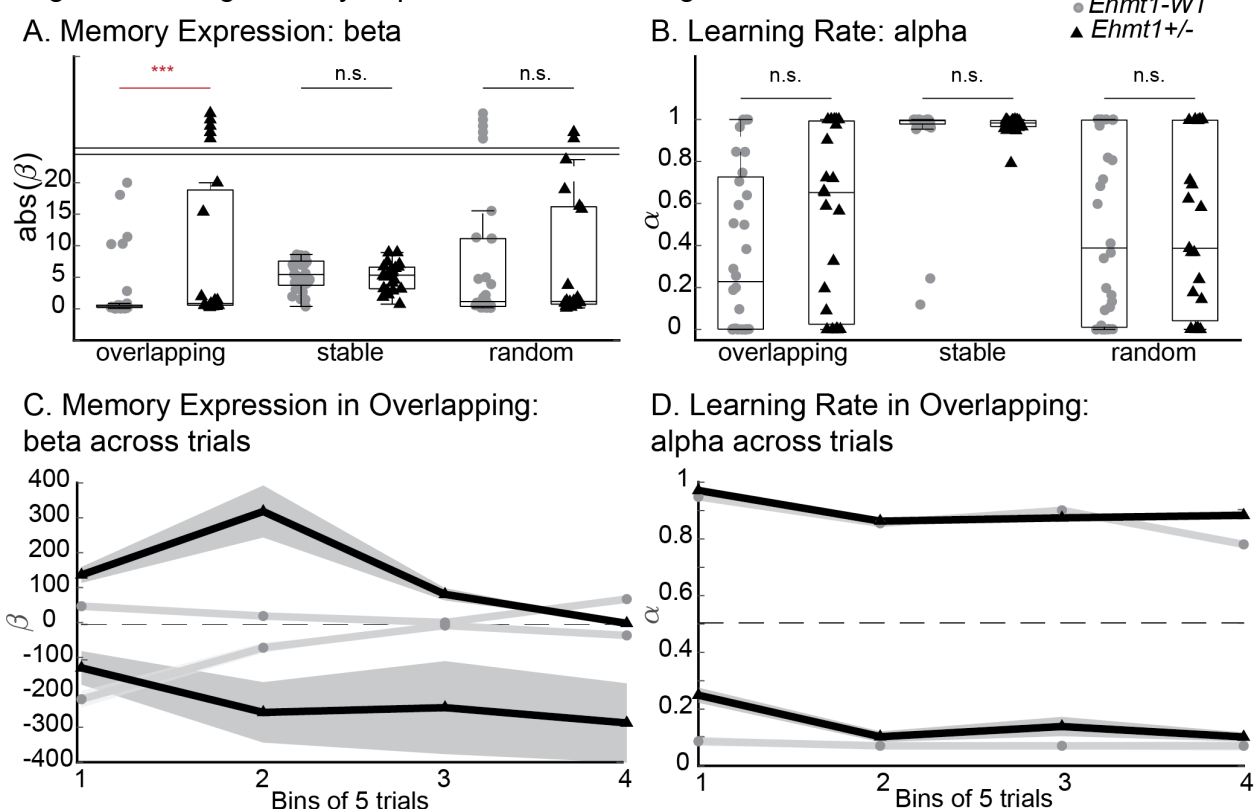 Ehmt1-WT
Ehmt1+/-
A. Memory Expression: beta
B. Learning Rate: alpha
***
n.s.
n.s.
n.s.
n.s.
n.s.
abs(β)
20
15
10
5
0
overlapping
stable
random
α
1
0.8
0.6
0.4
0.2
0
overlapping
stable
random
C. Memory Expression in Overlapping:
beta across trials
D. Learning Rate in Overlapping:
alpha across trials
β
400
300
200
100
0
-100
-200
-300
-400
1
2
3
4
Bins of 5 trials
α
1
0.8
0.6
0.4
0.2
0
1
2
3
4
Bins of 5 trials